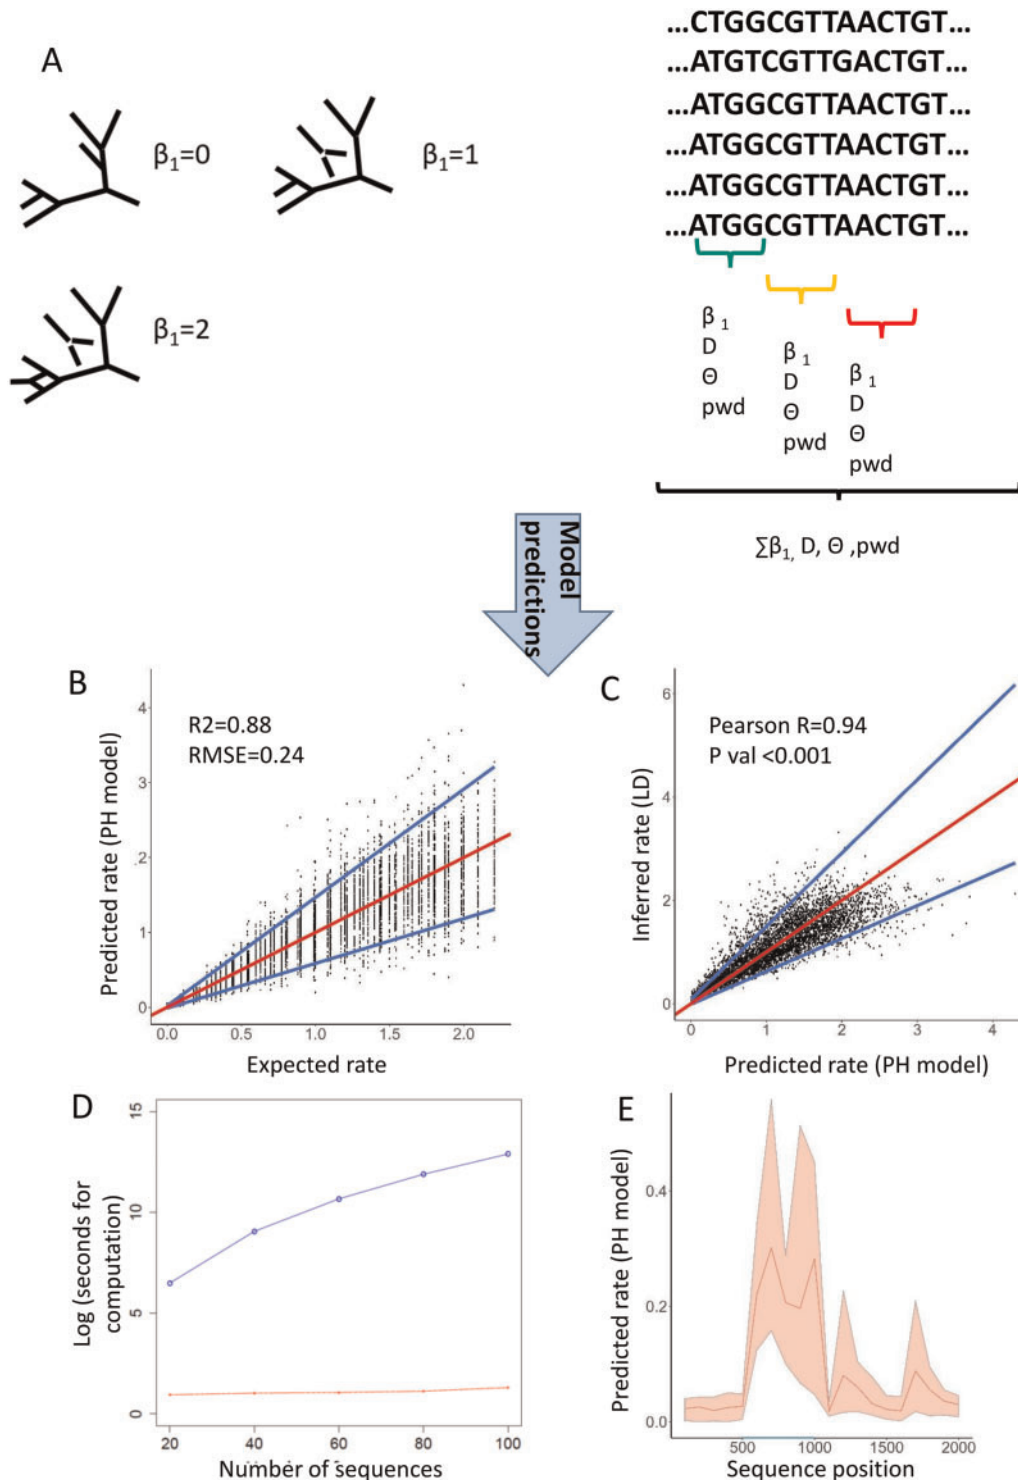 A
β1=0
β1=1
β1=2
...CTGGCGTTAACTGT...
...ATGTCGTTGACTGT...
...ATGGCGTTAACTGT...
...ATGGCGTTAACTGT...
...ATGGCGTTAACTGT...
...ATGGCGTTAACTGT...
β 1
D
Θ
pwd
β 1
D
Θ
pwd
β 1
D
Θ
pwd
∑β1, D, Θ ,pwd
Model
predictions
B
R2=0.88
RMSE=0.24
Predicted rate (PH model)
4
3
2
1
0
0.0 0.5 1.0 1.5 2.0
Expected rate
C
Pearson R=0.94
P val <0.001
Inferred rate (LD)
6
4
2
0
0 1 2 3 4
Predicted rate (PH model)
D
Log (seconds for
computation)
15
10
5
0
20 40 60 80 100
Number of sequences
E
Predicted rate (PH model)
0.4
0.2
0.0
500 1000 1500 2000
Sequence position